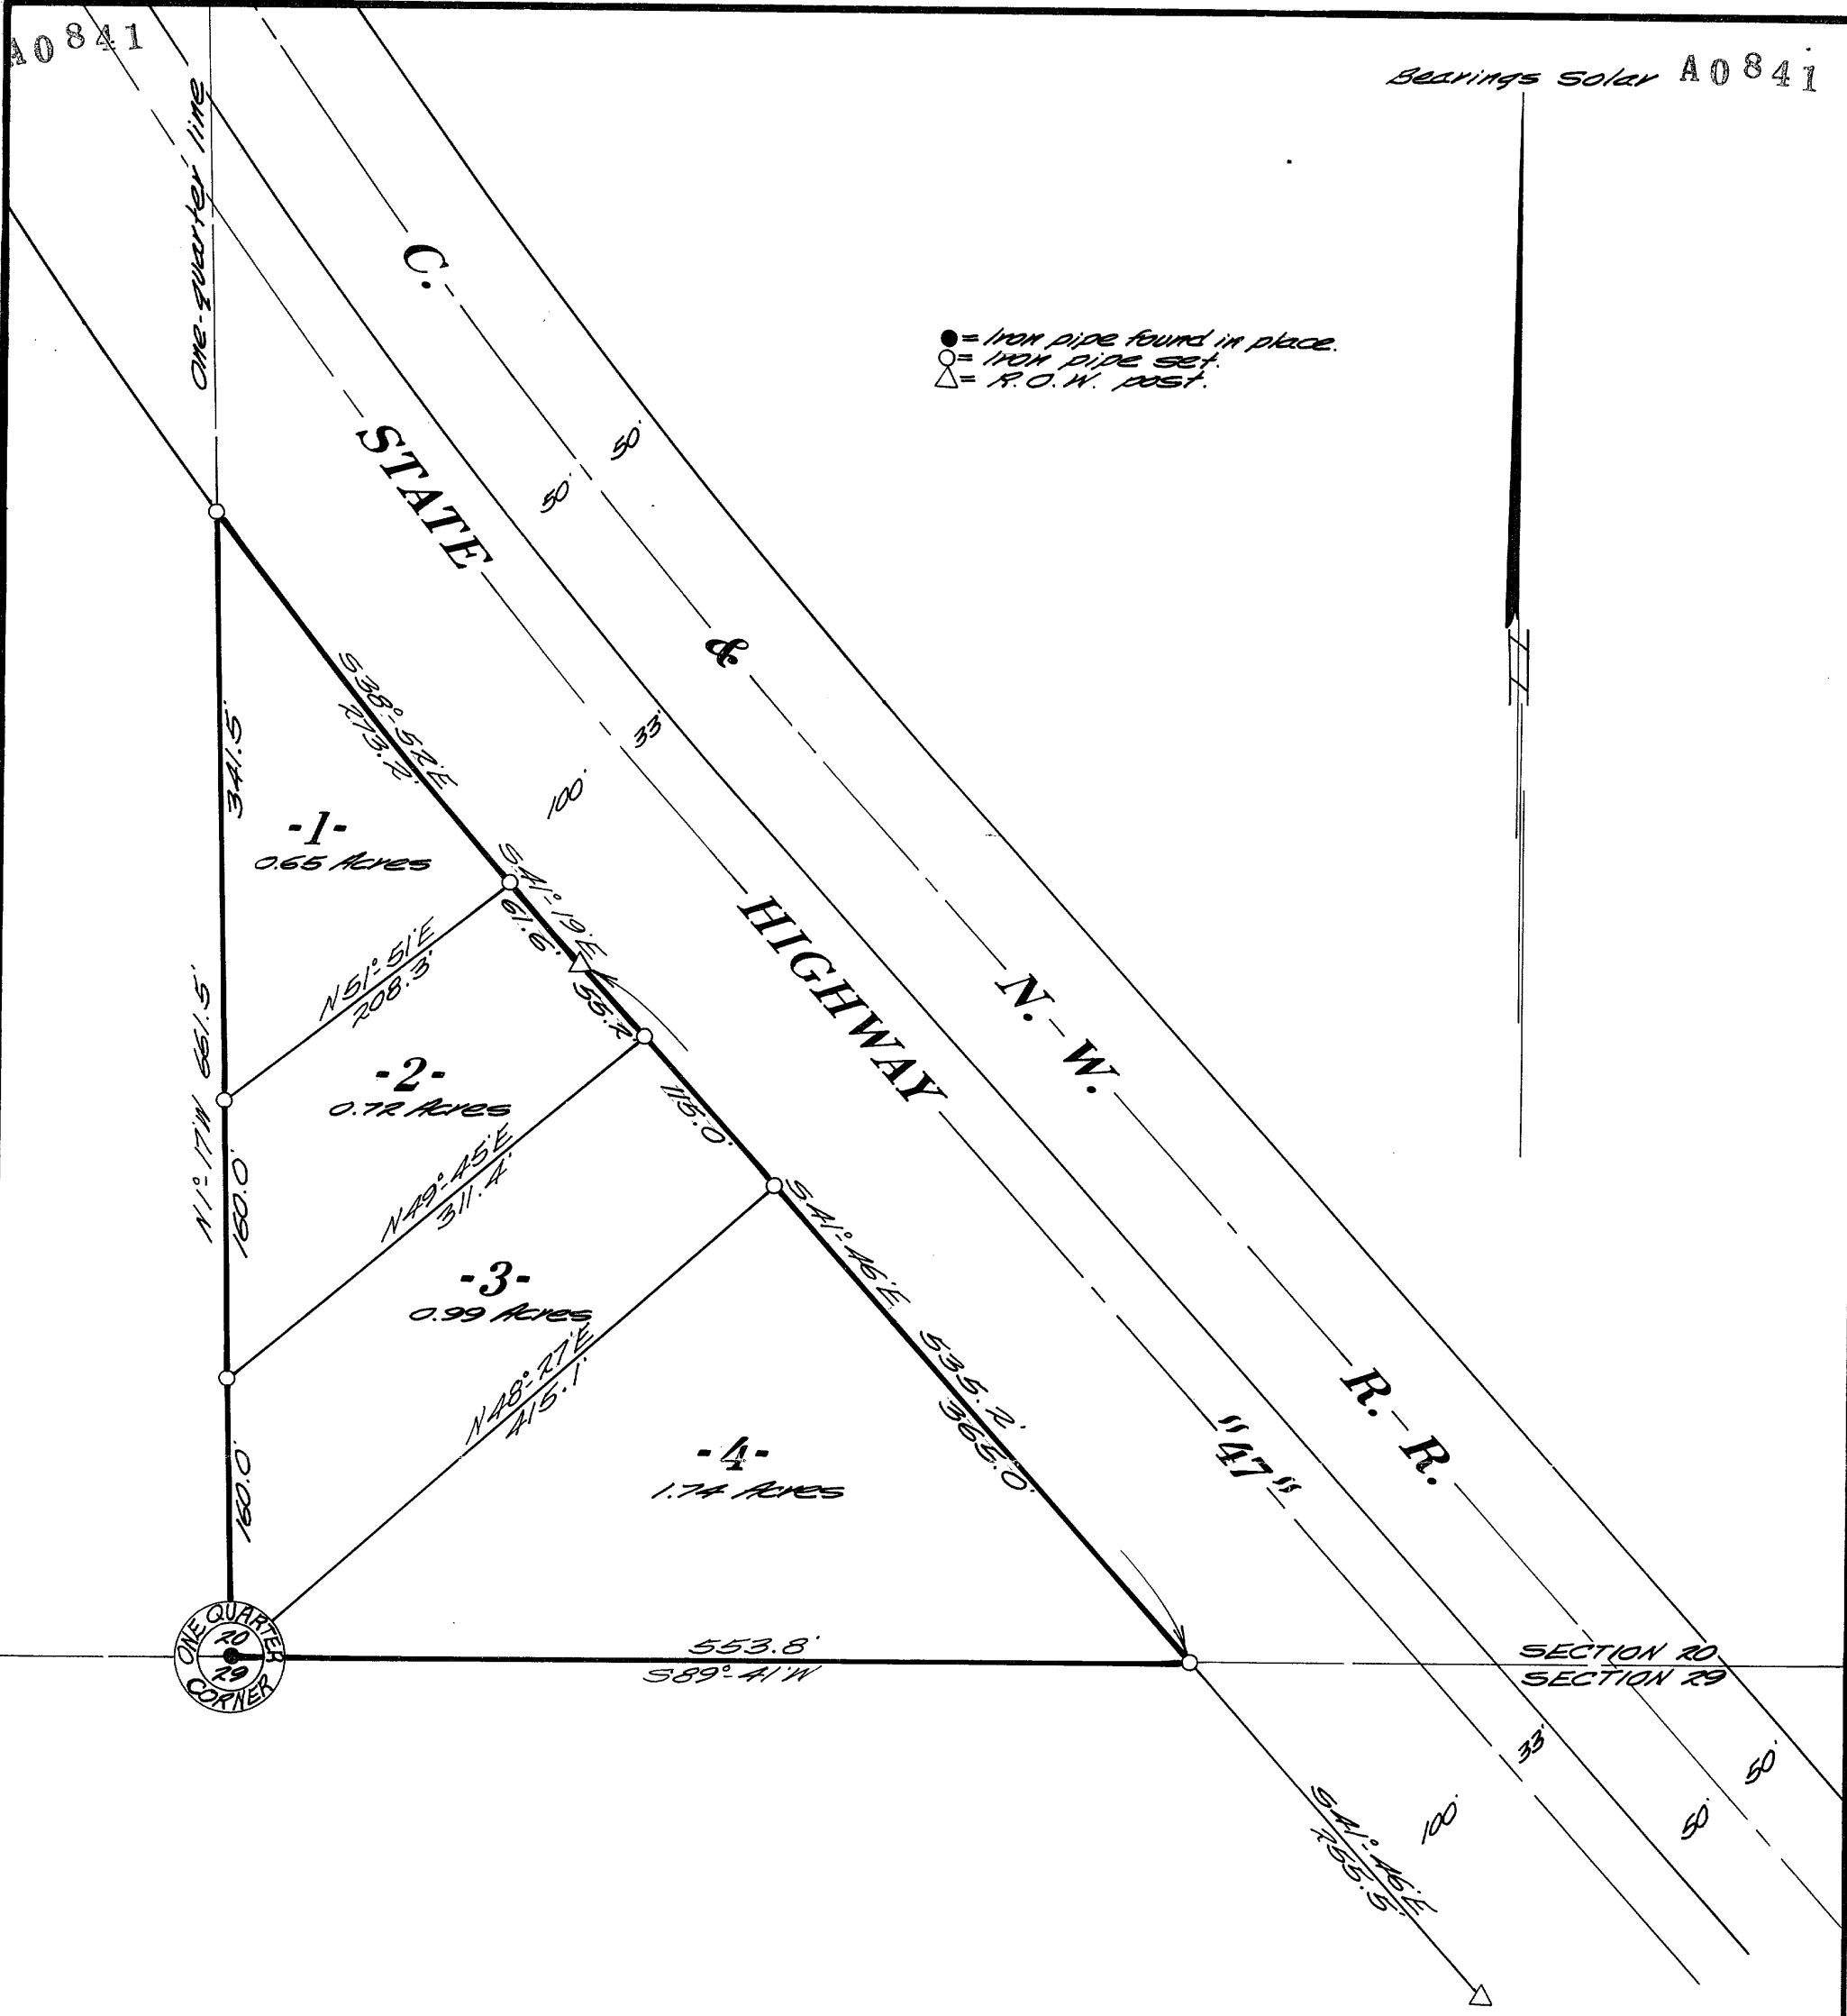 A0841
Bearings Solar A0841
One-quarter line
C. & N. W. R. R.
● = Iron pipe found in place.
○ = Iron pipe set.
△ = R.O.W. post.
50'
50'
STATE HIGHWAY "47"
33'
100'
S38°-52'E
273.2'
341.5'
-1-
0.65 Acres
S41°-19'E
61.6'
55.2'
N51°-51'E
208.3'
N1°-17'W 661.5'
-2-
0.72 Acres
115.0'
160.0'
N49°-45'E
311.4'
-3-
0.99 Acres
S41°-46'E 535.2'
365.0'
N48°-27'E
415.1'
-4-
1.74 Acres
160.0'
ONE QUARTER
20
29
CORNER
553.8'
S89°-41'W
SECTION 20
SECTION 29
33'
50'
50'
100'
S41°-46'E
255.5'